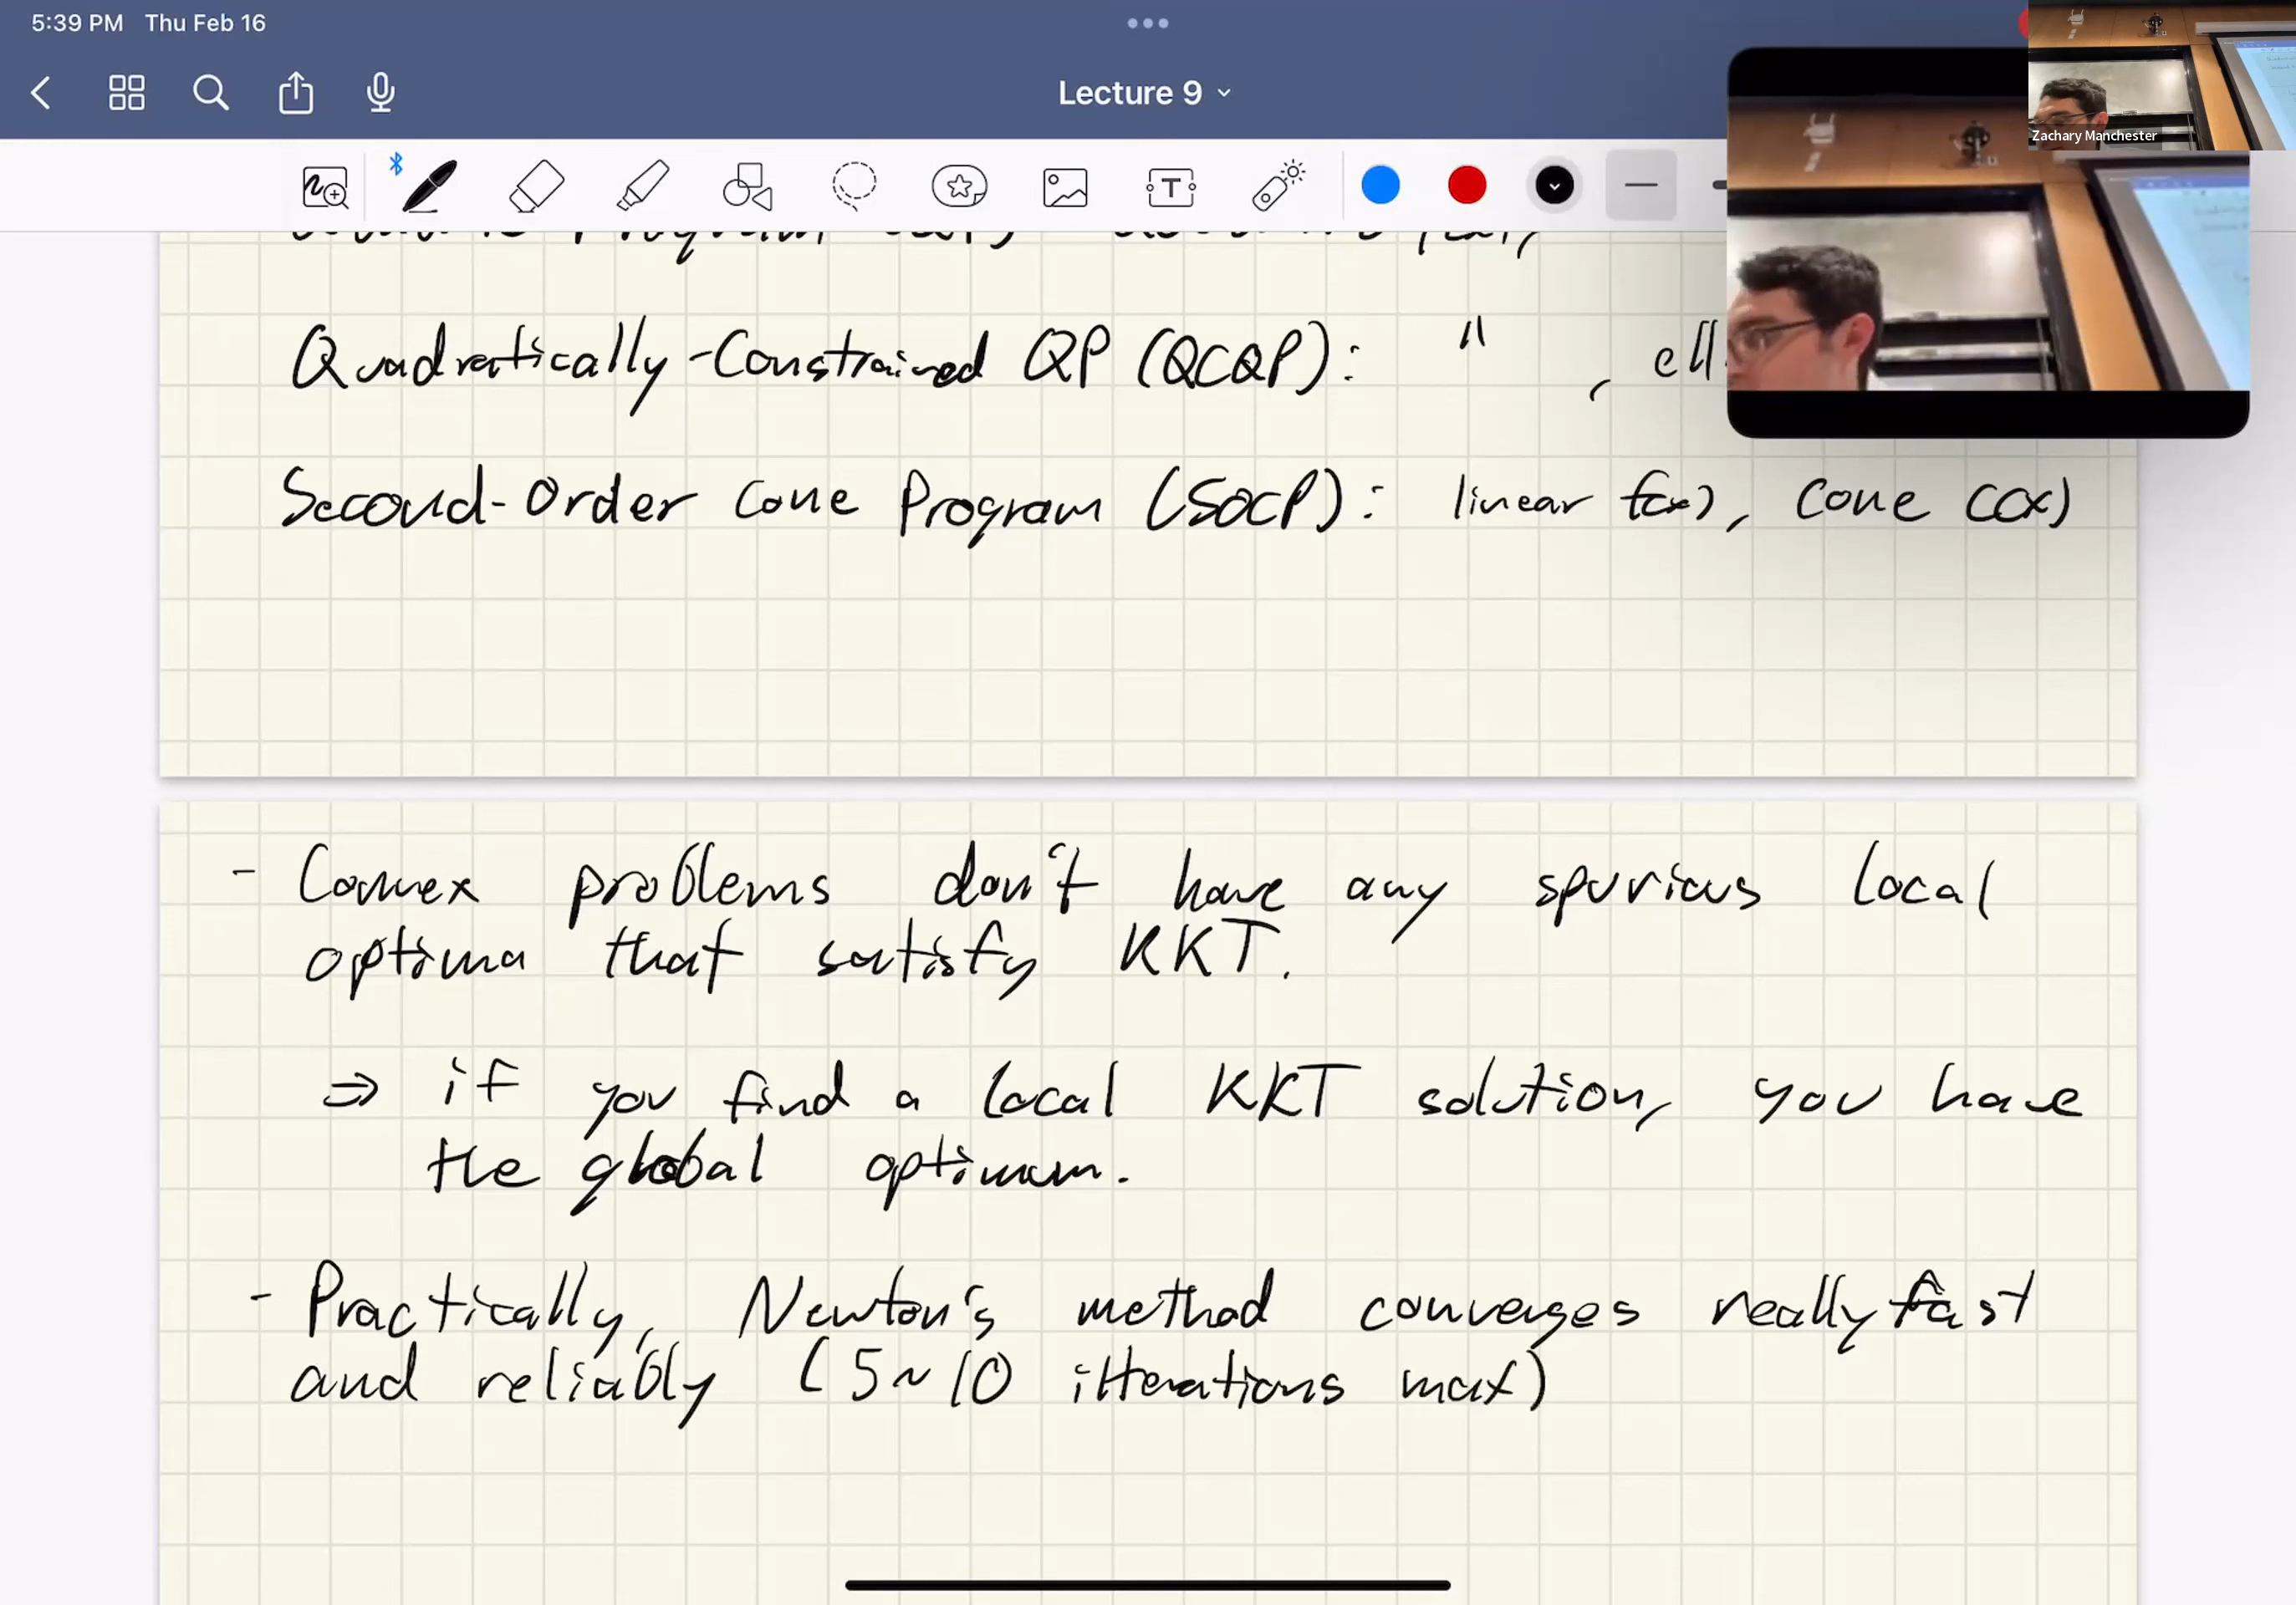 5:39 PM Thu Feb 16
Lecture 9
Zachary Manchester
Quadratically-Constrained QP (QCQP): " ,
Second-Order Cone Program (SOCP): linear f(x), cone c(x)
- Convex problems don't have any spurious local
optima that satisfy KKT.
⇒ if you find a local KKT solution, you have
the global optimum.
- Practically, Newton's method converges really fast
and reliably (5~10 itterations max)